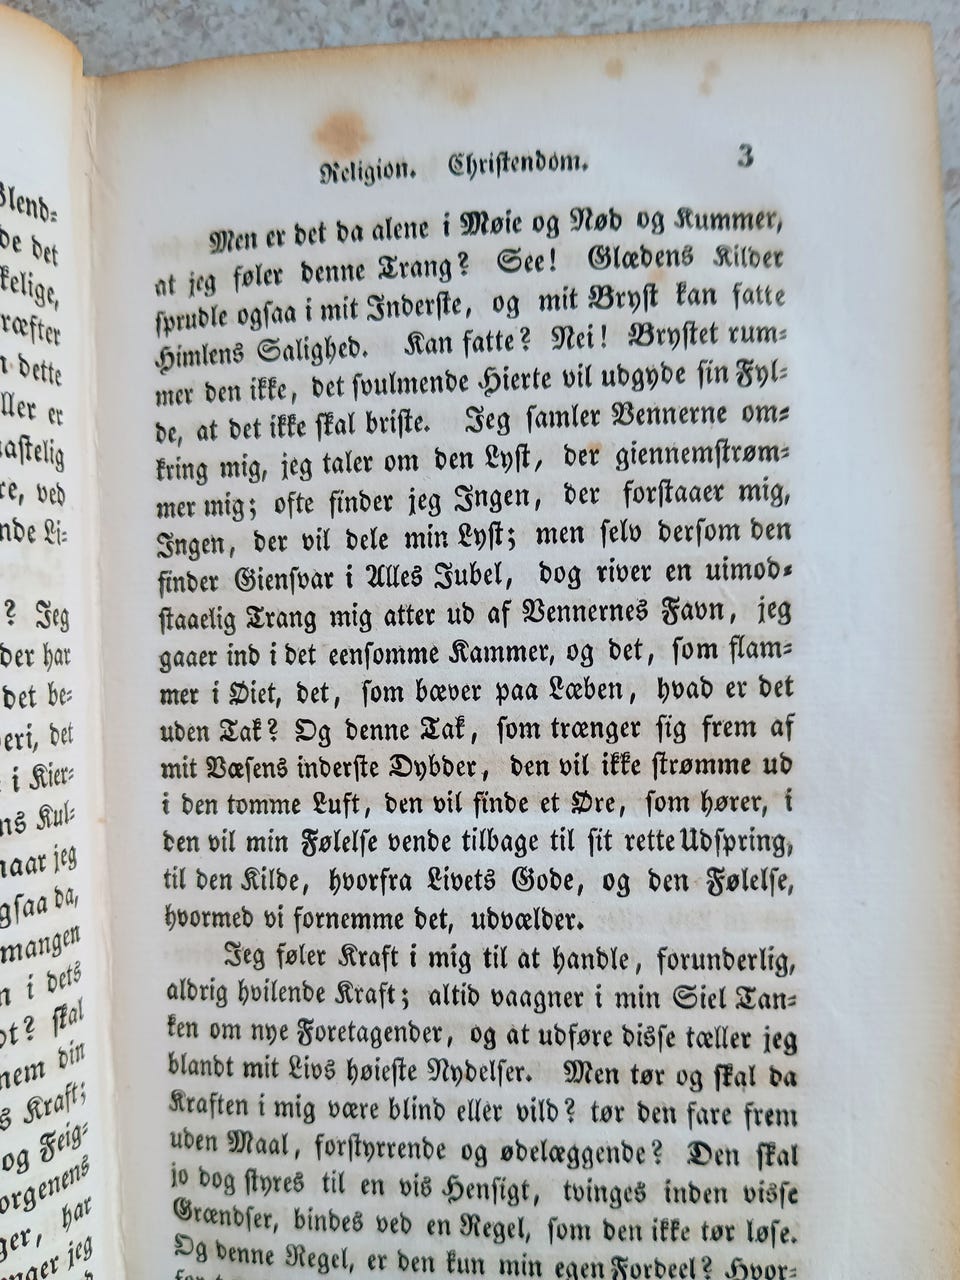 Religion. Christendom. 3
Men er det da alene i Møie og Nød og Kummer,
at jeg føler denne Trang? See! Glædens Kilder
sprudle ogsaa i mit Inderste, og mit Bryst kan fatte
Himlens Salighed. Kan fatte? Nei! Brystet rum-
mer den ikke, det svulmende Hierte vil udgyde sin Fyl-
de, at det ikke skal briste. Jeg samler Vennerne om-
kring mig, jeg taler om den Lyst, der giennemstrøm-
mer mig; ofte finder jeg Ingen, der forstaaer mig,
Ingen, der vil dele min Lyst; men selv dersom den
finder Giensvar i Alles Jubel, dog river en uimod-
staaelig Trang mig atter ud af Vennernes Favn, jeg
gaaer ind i det eensomme Kammer, og det, som flam-
mer i Øiet, det, som bæver paa Læben, hvad er det
uden Tak? Og denne Tak, som trænger sig frem af
mit Væsens inderste Dybder, den vil ikke strømme ud
i den tomme Luft, den vil finde et Øre, som hører, i
den vil min Følelse vende tilbage til sit rette Udspring,
til den Kilde, hvorfra Livets Gode, og den Følelse,
hvormed vi fornemme det, udvælder.
Jeg føler Kraft i mig til at handle, forunderlig,
aldrig hvilende Kraft; altid vaagner i min Siel Tan-
ken om nye Foretagender, og at udføre disse tæller jeg
blandt mit Livs høieste Nydelser. Men tør og skal da
Kraften i mig være blind eller vild? tør den fare frem
uden Maal, forstyrrende og ødelæggende? Den skal
jo dog styres til en vis Hensigt, tvinges inden visse
Grændser, bindes ved en Regel, som den ikke tør løse.
Og denne Regel, er den kun min egen Fordeel? Hvor-